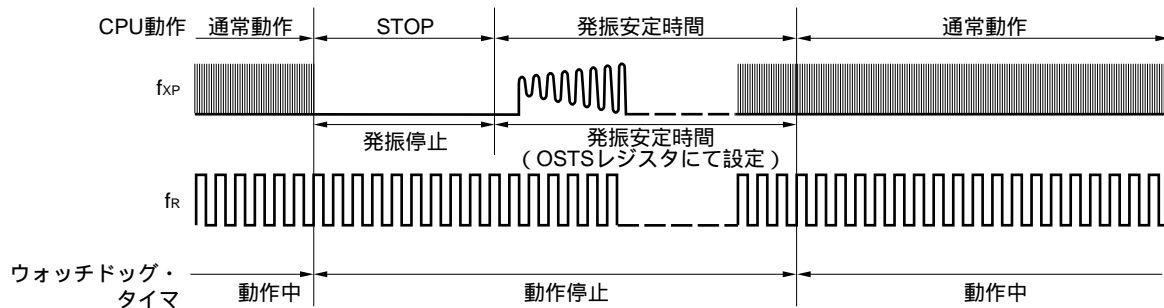 CPU動作 通常動作 STOP 発振安定時間 通常動作
fXP
発振停止 発振安定時間
(OSTSレジスタにて設定)
fR
ウォッチドッグ・
タイマ 動作中 動作停止 動作中